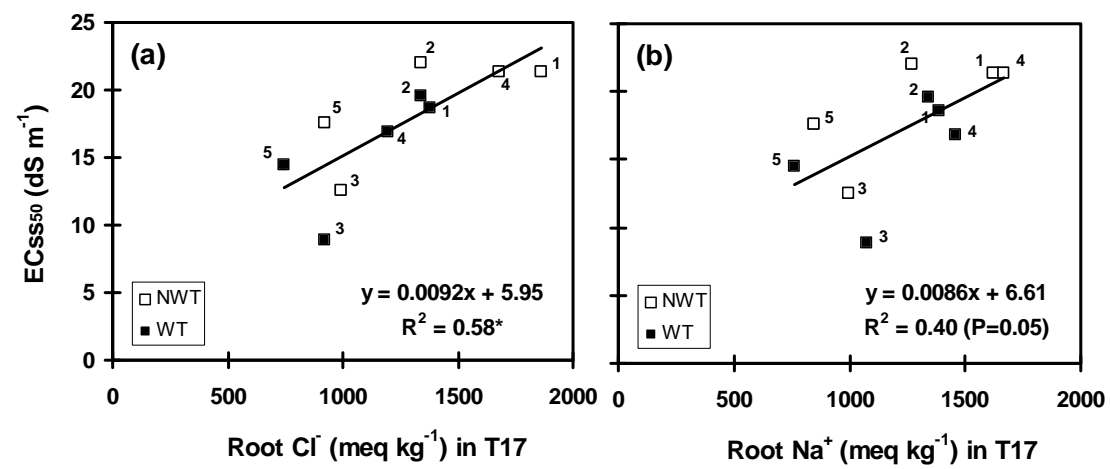 25
20
15
10
5
0
ECss50 (dS m-1)
(a)
2
1
4
2
1
4
5
5
3
3
NWT
WT
y = 0.0092x + 5.95
R2 = 0.58*
0 500 1000 1500 2000
Root Cl- (meq kg-1) in T17
(b)
2
1 4
2
1
4
5
5
3
3
NWT
WT
y = 0.0086x + 6.61
R2 = 0.40 (P=0.05)
0 500 1000 1500 2000
Root Na+ (meq kg-1) in T17